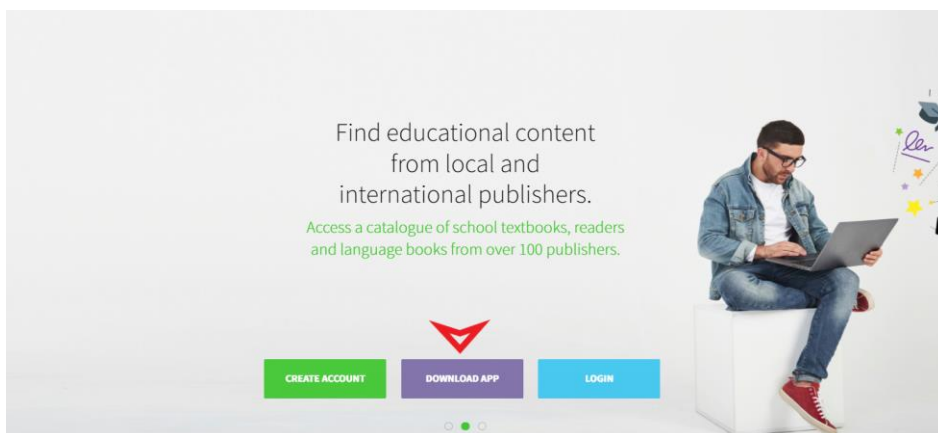 Find educational content
from local and
international publishers.
Access a catalogue of school textbooks, readers
and language books from over 100 publishers.
CREATE ACCOUNT
DOWNLOAD APP
LOGIN